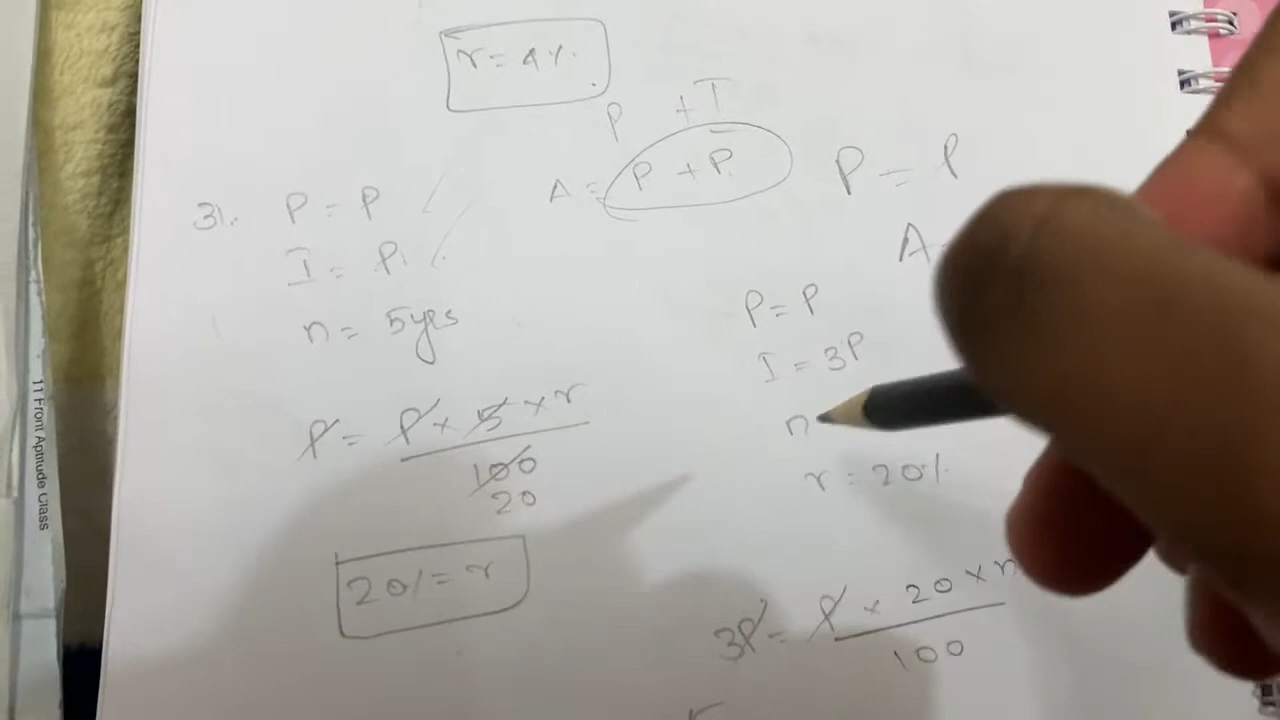 r = 4%.
P + I
A = P + P.
P = P
A
31. P = P
I = P
n = 5yrs
P = P × 5 × r
100
20
20% = r
P = P
I = 3P
n
r = 20%
3P = P × 20 × n
100
11 Front Aptitude Class